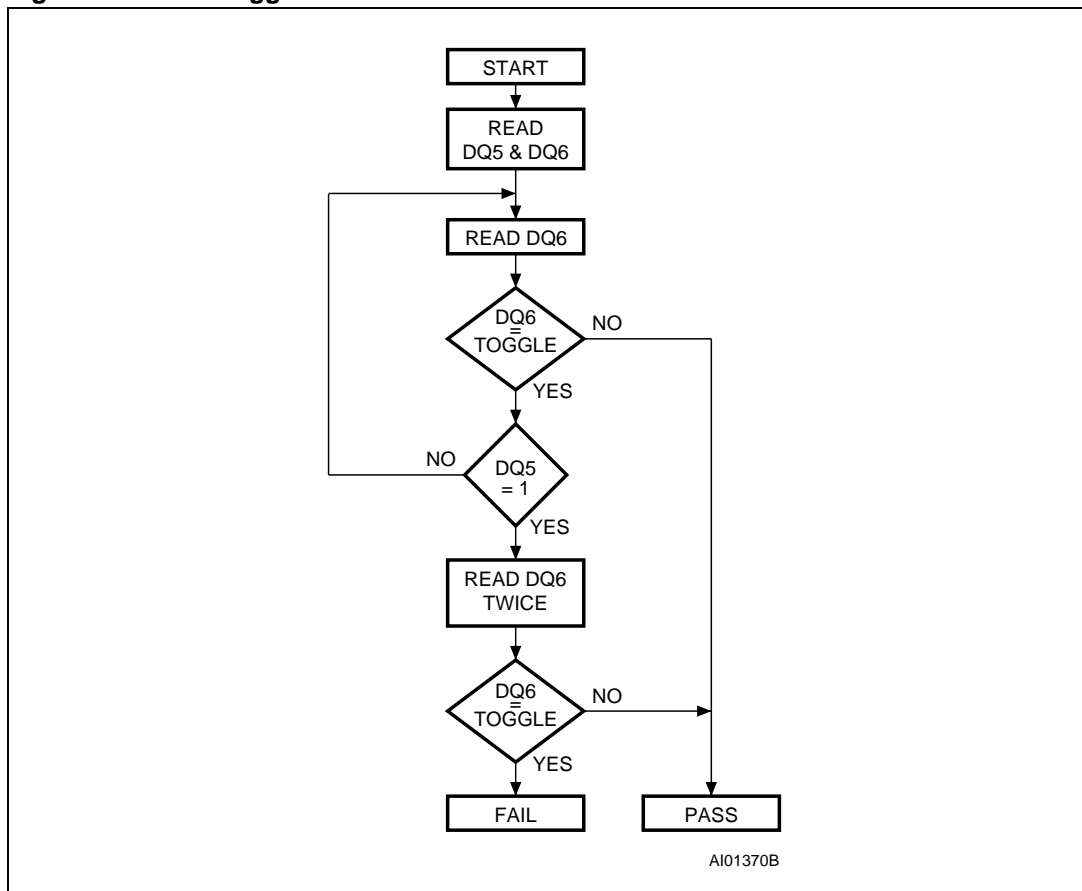 START
READ
DQ5 & DQ6
READ DQ6
DQ6
=
TOGGLE
NO
YES
NO
DQ5
= 1
YES
READ DQ6
TWICE
DQ6
=
TOGGLE
NO
YES
FAIL
PASS
AI01370B